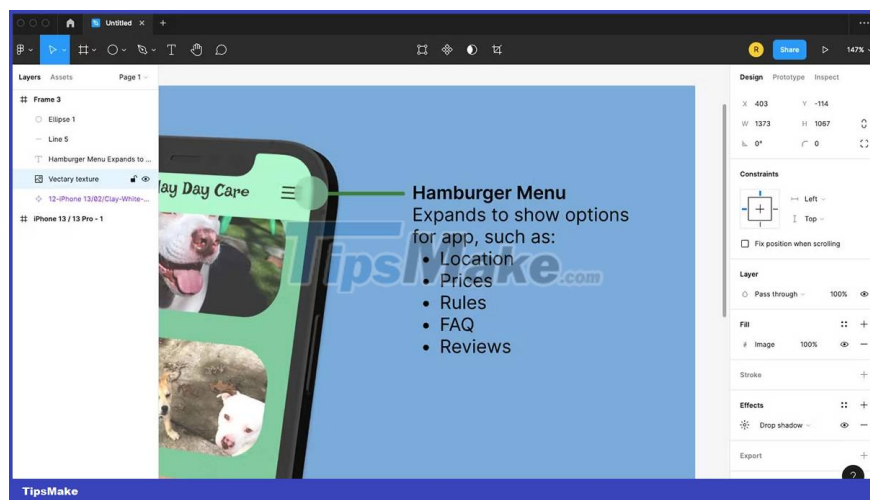 Untitled
R
Share
147%
Layers
Assets
Page 1
Design
Prototype
Inspect
Frame 3
Ellipse 1
Line 5
Hamburger Menu Expands to ...
Vectary texture
12-iPhone 13/02/Clay-White-...
iPhone 13 / 13 Pro - 1
X 403
Y -114
W 1373
H 1067
0°
0
Constraints
Left
Top
Fix position when scrolling
Layer
Pass through
100%
Fill
Image
100%
Stroke
Effects
Drop shadow
Export
?
lay Day Care
Hamburger Menu
Expands to show options
for app, such as:
• Location
• Prices
• Rules
• FAQ
• Reviews
TipsMake.com
TipsMake